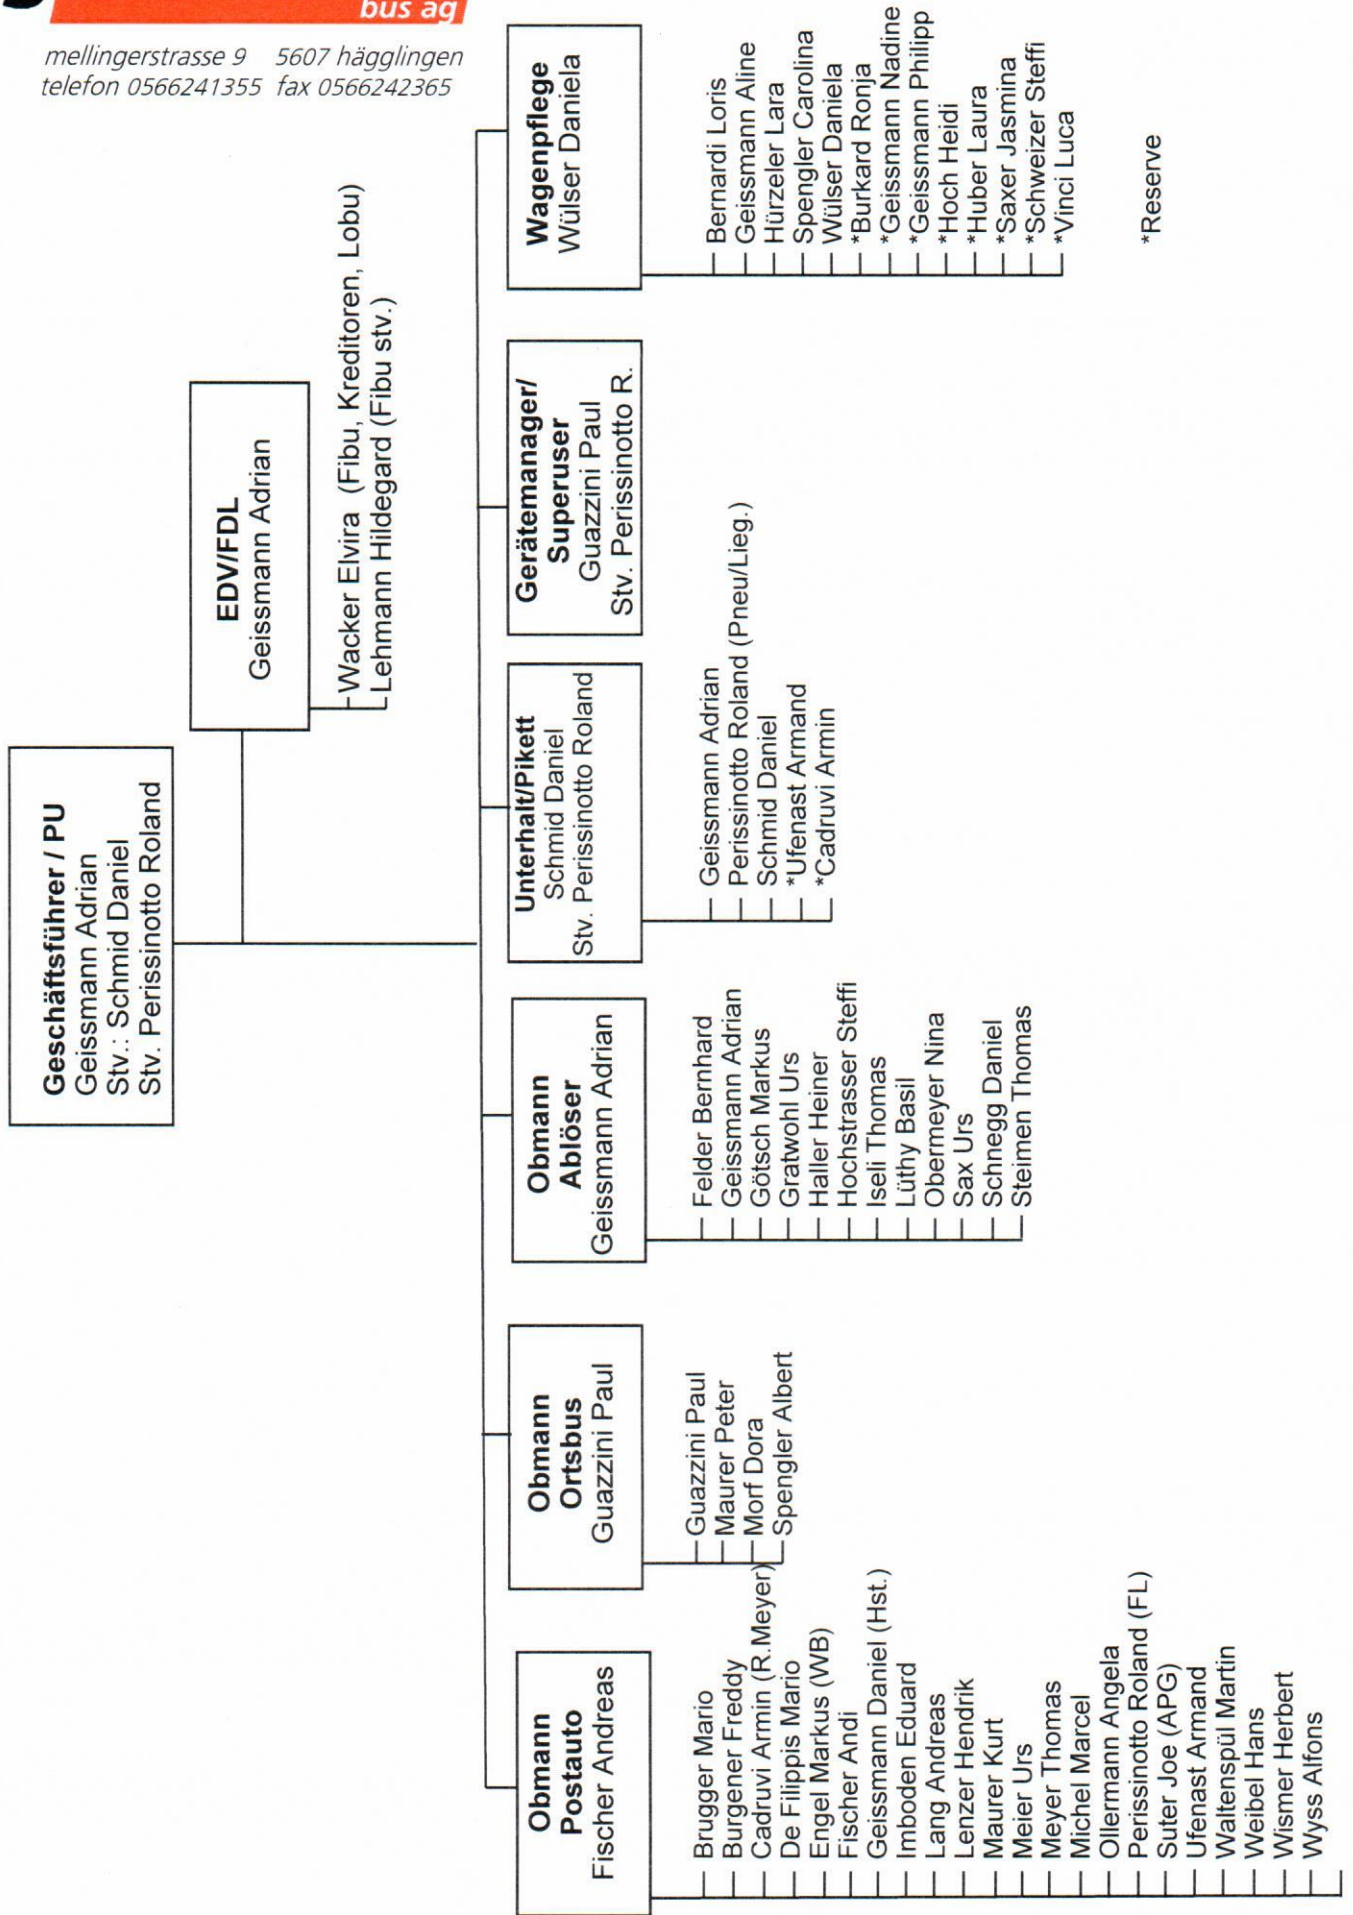 bus ag
mellingerstrasse 9 5607 hägglingen
telefon 0566241355 fax 0566242365
Geschäftsführer / PU
Geissmann Adrian
Stv.: Schmid Daniel
Stv. Perissinotto Roland
EDV/FDL
Geissmann Adrian
Wacker Elvira (Fibu, Kreditoren, Lobu)
Lehmann Hildegard (Fibu stv.)
Obmann
Postauto
Fischer Andreas
Brugger Mario
Burgener Freddy
Cadruvi Armin (R.Meyer)
De Filippis Mario
Engel Markus (WB)
Fischer Andi
Geissmann Daniel (Hst.)
Imboden Eduard
Lang Andreas
Lenzer Hendrik
Maurer Kurt
Meier Urs
Meyer Thomas
Michel Marcel
Ollermann Angela
Perissinotto Roland (FL)
Suter Joe (APG)
Ufenast Armand
Waltenspül Martin
Weibel Hans
Wismer Herbert
Wyss Alfons
Obmann
Ortsbus
Guazzini Paul
Guazzini Paul
Maurer Peter
Morf Dora
Spengler Albert
Obmann
Ablöser
Geissmann Adrian
Felder Bernhard
Geissmann Adrian
Götsch Markus
Gratwohl Urs
Haller Heiner
Hochstrasser Steffi
Iseli Thomas
Lüthy Basil
Obermeyer Nina
Sax Urs
Schnegg Daniel
Steimen Thomas
Unterhalt/Pikett
Schmid Daniel
Stv. Perissinotto Roland
Geissmann Adrian
Perissinotto Roland (Pneu/Lieg.)
Schmid Daniel
*Ufenast Armand
*Cadruvi Armin
Gerätemanager/
Superuser
Guazzini Paul
Stv. Perissinotto R.
Wagenpflege
Wülser Daniela
Bernardi Loris
Geissmann Aline
Hürzeler Lara
Spengler Carolina
Wülser Daniela
*Burkard Ronja
*Geissmann Nadine
*Geissmann Philipp
*Hoch Heidi
*Huber Laura
*Saxer Jasmina
*Schweizer Steffi
*Vinci Luca
*Reserve